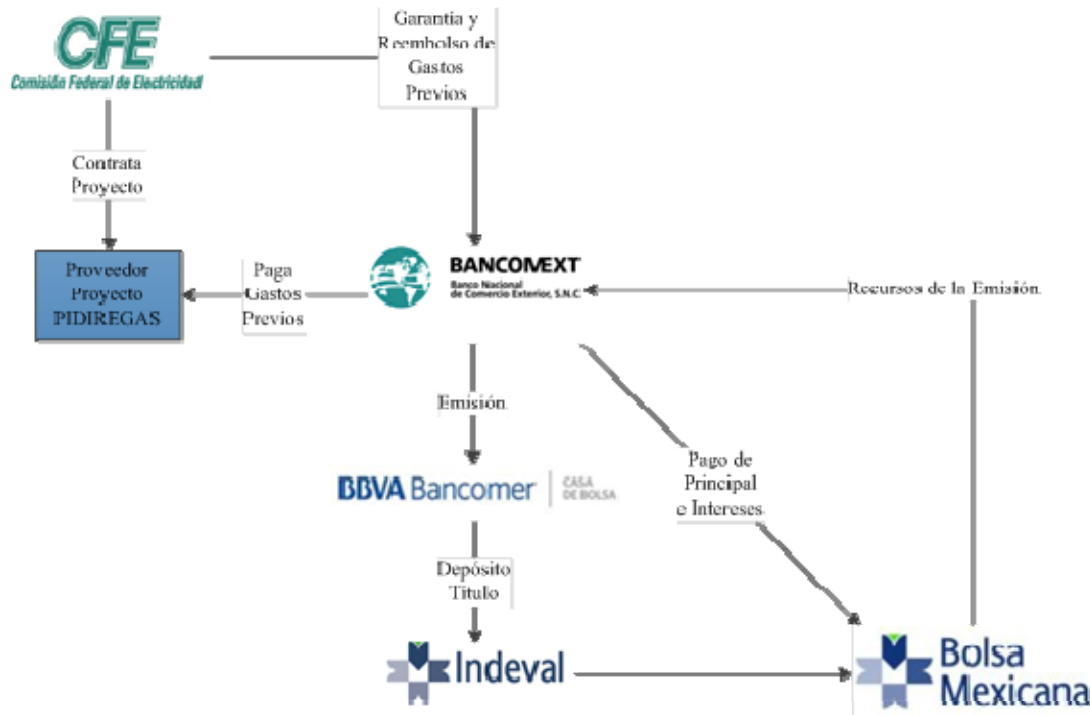 CFE
Comisión Federal de Electricidad
Garantía y
Reembolso de
Gastos
Previos
Contrata
Proyecto
Proveedor
Proyecto
PIDIREGAS
Paga
Gastos
Previos
BANCOMEXT
Banco Nacional
de Comercio Exterior, S.N.C.
Recursos de la Emisión
Emisión
BBVA Bancomer
CASA
DE BOLSA
Pago de
Principal
e Intereses
Depósito
Titulo
Indeval
Bolsa
Mexicana